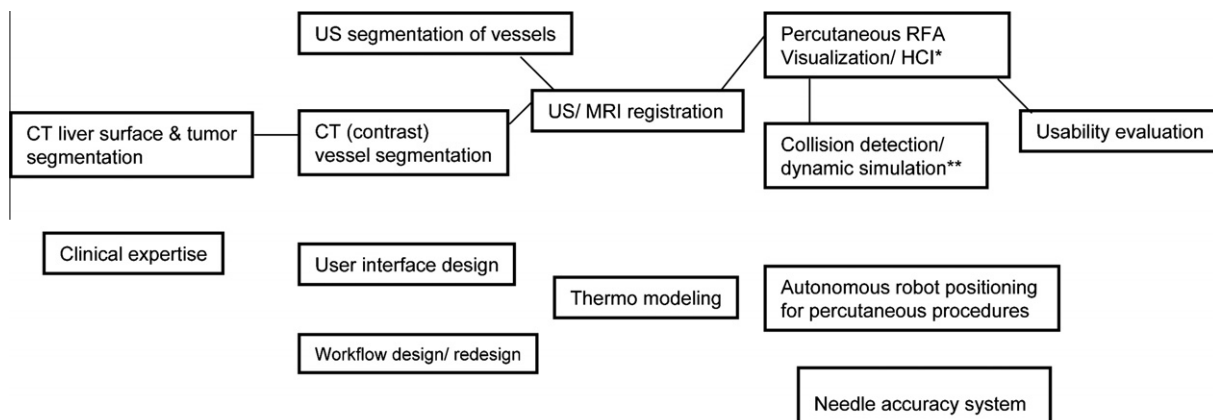 US segmentation of vessels
Percutaneous RFA
Visualization/ HCI*
US/ MRI registration
CT liver surface & tumor
segmentation
CT (contrast)
vessel segmentation
Collision detection/
dynamic simulation**
Usability evaluation
Clinical expertise
User interface design
Thermo modeling
Autonomous robot positioning
for percutaneous procedures
Workflow design/ redesign
Needle accuracy system